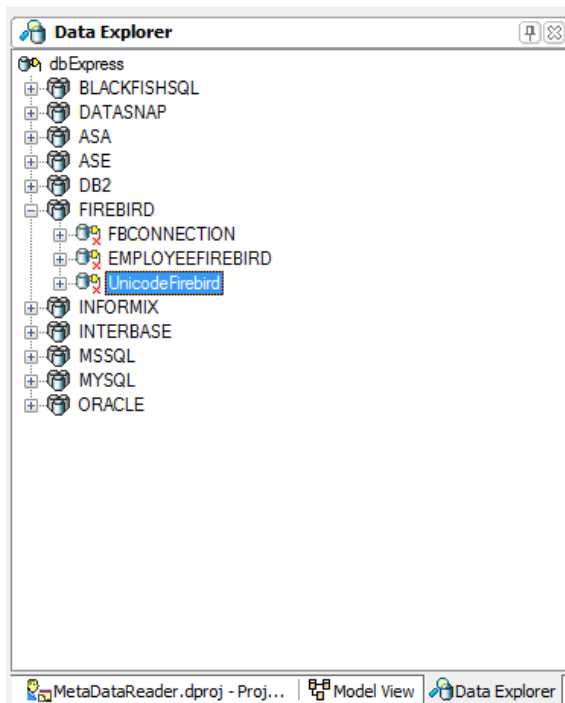 Data Explorer
dbExpress
BLACKFISHSQL
DATASNAP
ASA
ASE
DB2
FIREBIRD
FBCONNECTION
EMPLOYEEFIREBIRD
UnicodeFirebird
INFORMIX
INTERBASE
MSSQL
MYSQL
ORACLE
MetaDataReader.dproj - Proj... Model View Data Explorer